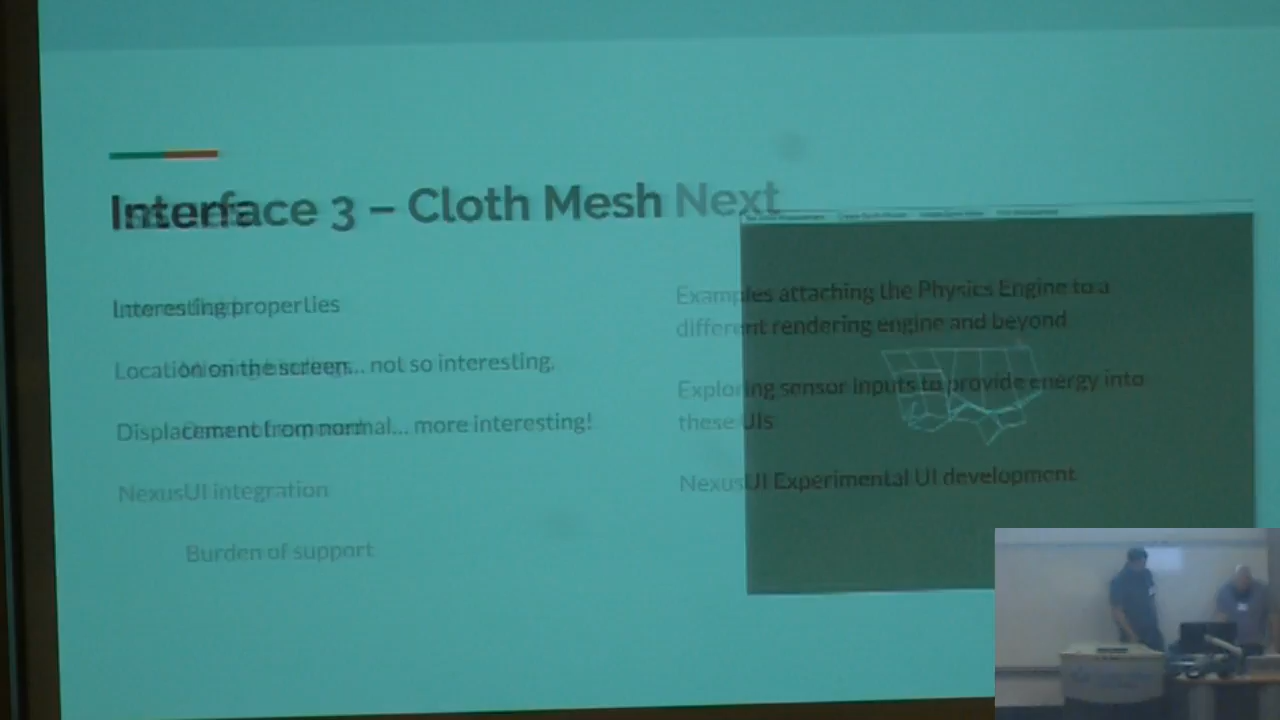 Interface 3 – Cloth Mesh
Next
Interesting properties
Location on the screen... not so interesting.
Displacement from normal... more interesting!
NexusUI integration
Burden of support
Examples attaching the Physics Engine to a
different rendering engine and beyond
Exploring sensor inputs to provide energy into
these UIs
NexusUI Experimental UI development